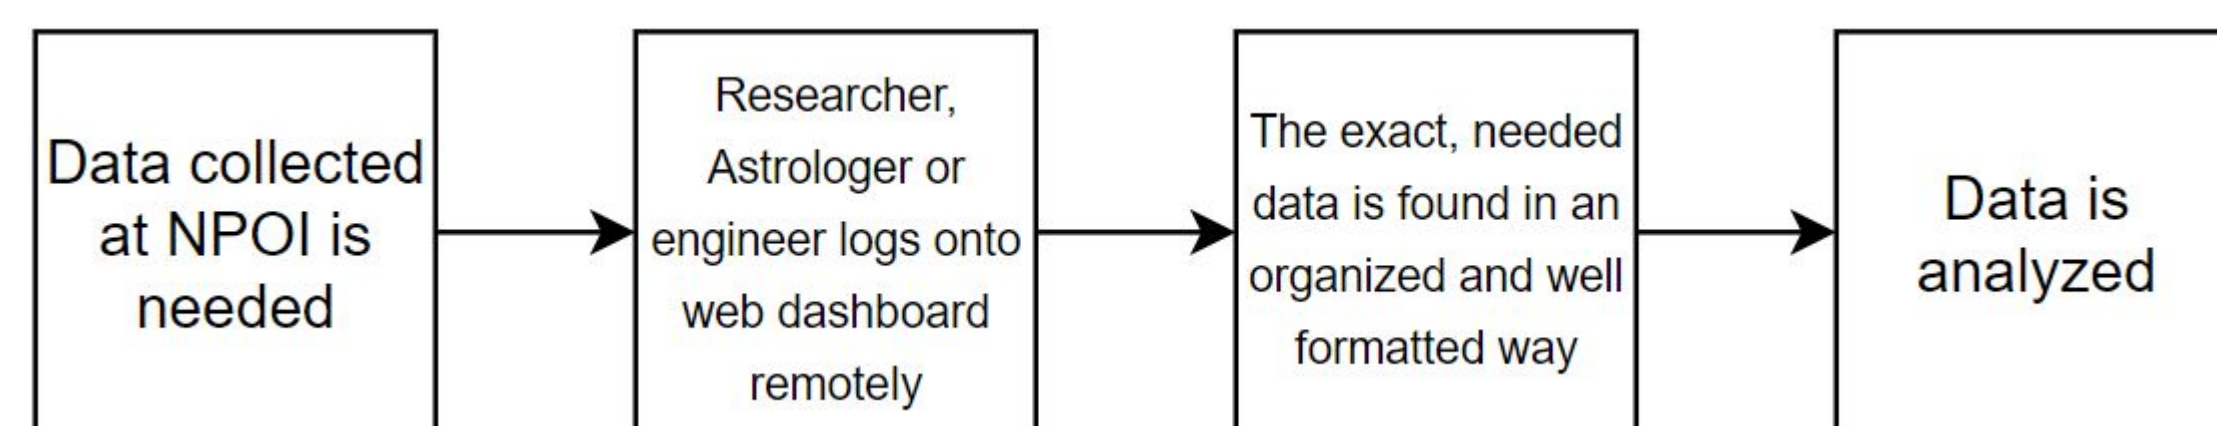 Data collected
at NPOI is
needed
Researcher,
Astrologer or
engineer logs onto
web dashboard
remotely
The exact, needed
data is found in an
organized and well
formatted way
Data is
analyzed